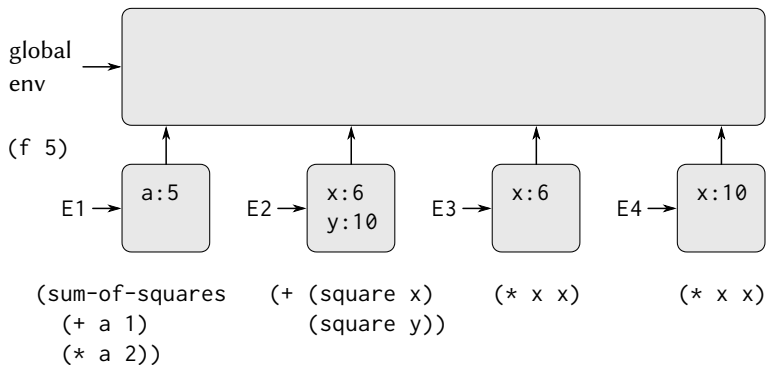 global
env
(f 5)
E1
a:5
E2
x:6
y:10
E3
x:6
E4
x:10
(sum-of-squares
(+ a 1)
(* a 2))
(+ (square x)
(square y))
(* x x)
(* x x)